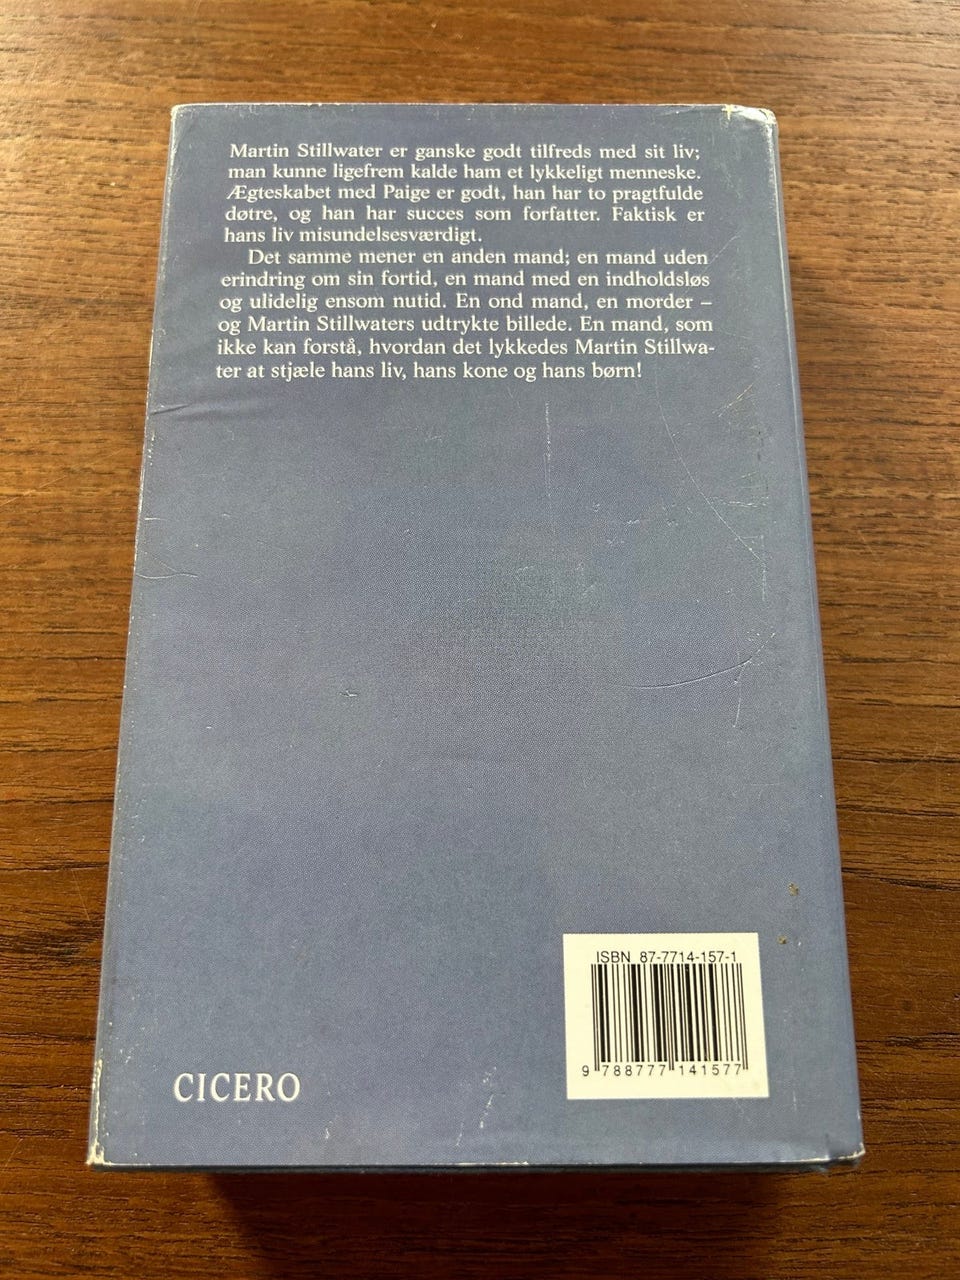 Martin Stillwater er ganske godt tilfreds med sit liv;
man kunne ligefrem kalde ham et lykkeligt menneske.
Ægteskabet med Paige er godt, han har to pragtfulde
døtre, og han har succes som forfatter. Faktisk er
hans liv misundelsesværdigt.
Det samme mener en anden mand; en mand uden
erindring om sin fortid, en mand med en indholdsløs
og ulidelig ensom nutid. En ond mand, en morder –
og Martin Stillwaters udtrykte billede. En mand, som
ikke kan forstå, hvordan det lykkedes Martin Stillwa-
ter at stjæle hans liv, hans kone og hans børn!
ISBN 87-7714-157-1
9 788777 141577
CICERO